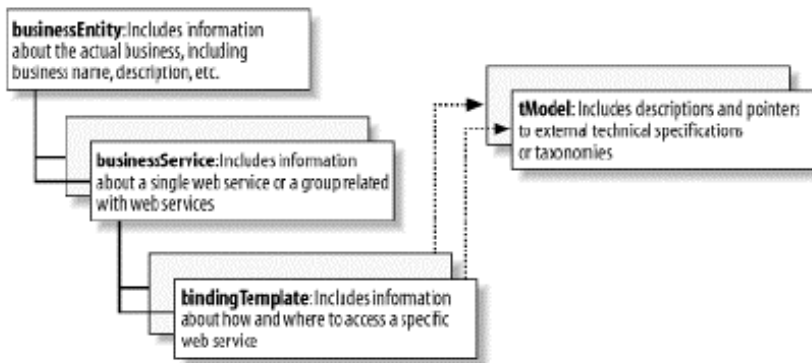 businessEntity:Includes information
about the actual business, including
business name, description, etc.
tModel: Includes descriptions and pointers
to external technical specifications
or taxonomies
businessService:Includes information
about a single web service or a group related
with web services
bindingTemplate: Includes information
about how and where to access a specific
web service